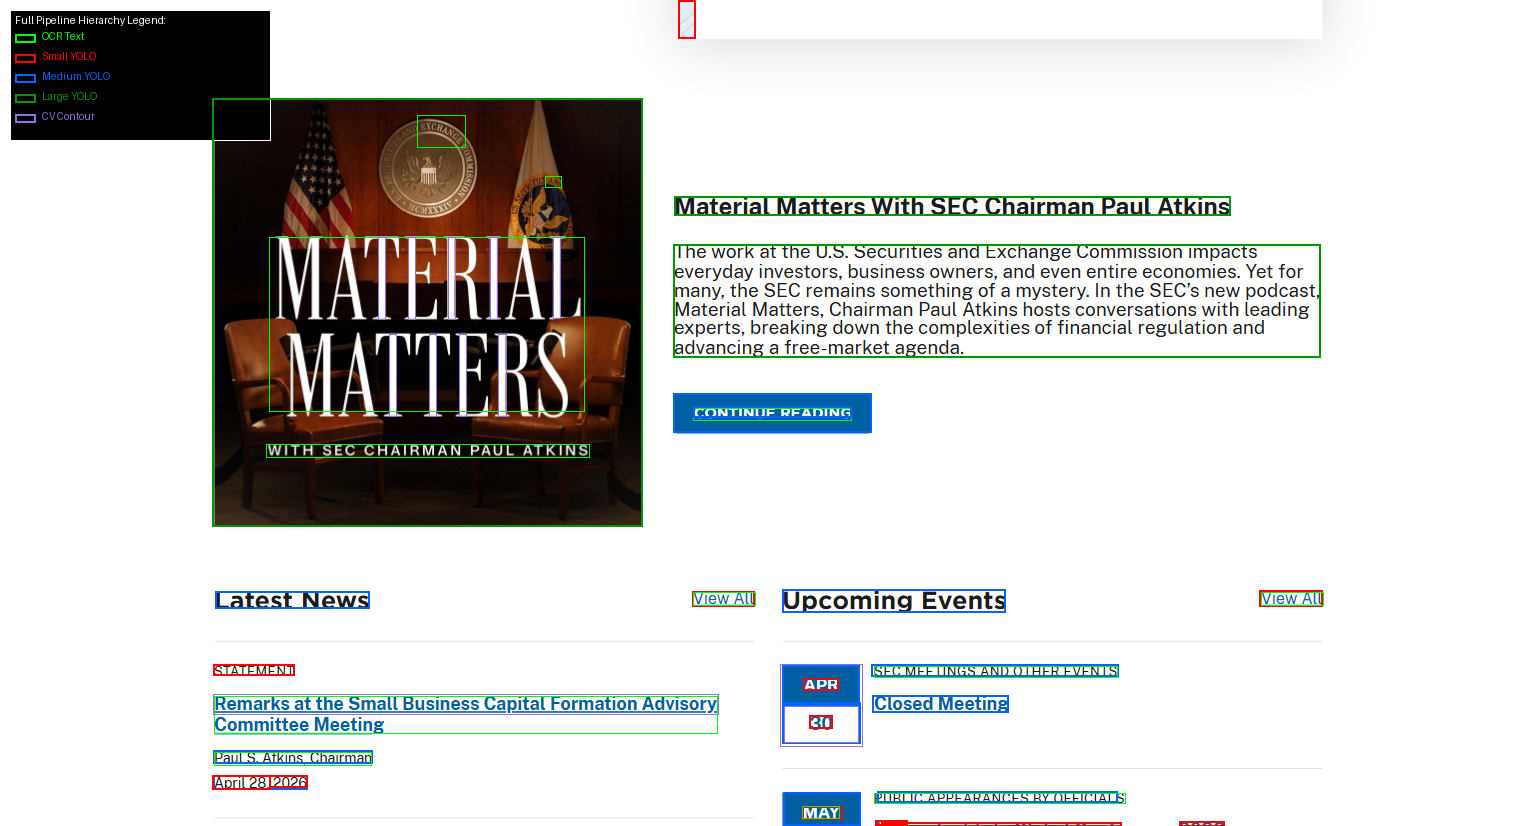 Full Pipeline Hierarchy Legend:
OCR Text
Small YOLO
Medium YOLO
Large YOLO
CV Contour
SECURITIES AND EXCHANGE COMMISSION
MCMXXXIV
MATERIAL
MATTERS
WITH SEC CHAIRMAN PAUL ATKINS
Material Matters With SEC Chairman Paul Atkins
The work at the U.S. Securities and Exchange Commission impacts
everyday investors, business owners, and even entire economies. Yet for
many, the SEC remains something of a mystery. In the SEC’s new podcast,
Material Matters, Chairman Paul Atkins hosts conversations with leading
experts, breaking down the complexities of financial regulation and
advancing a free-market agenda.
CONTINUE READING
Latest News
View All
STATEMENT
Remarks at the Small Business Capital Formation Advisory
Committee Meeting
Paul S. Atkins, Chairman
April 28, 2026
Upcoming Events
View All
APR
30
SEC MEETINGS AND OTHER EVENTS
Closed Meeting
MAY
PUBLIC APPEARANCES BY OFFICIALS